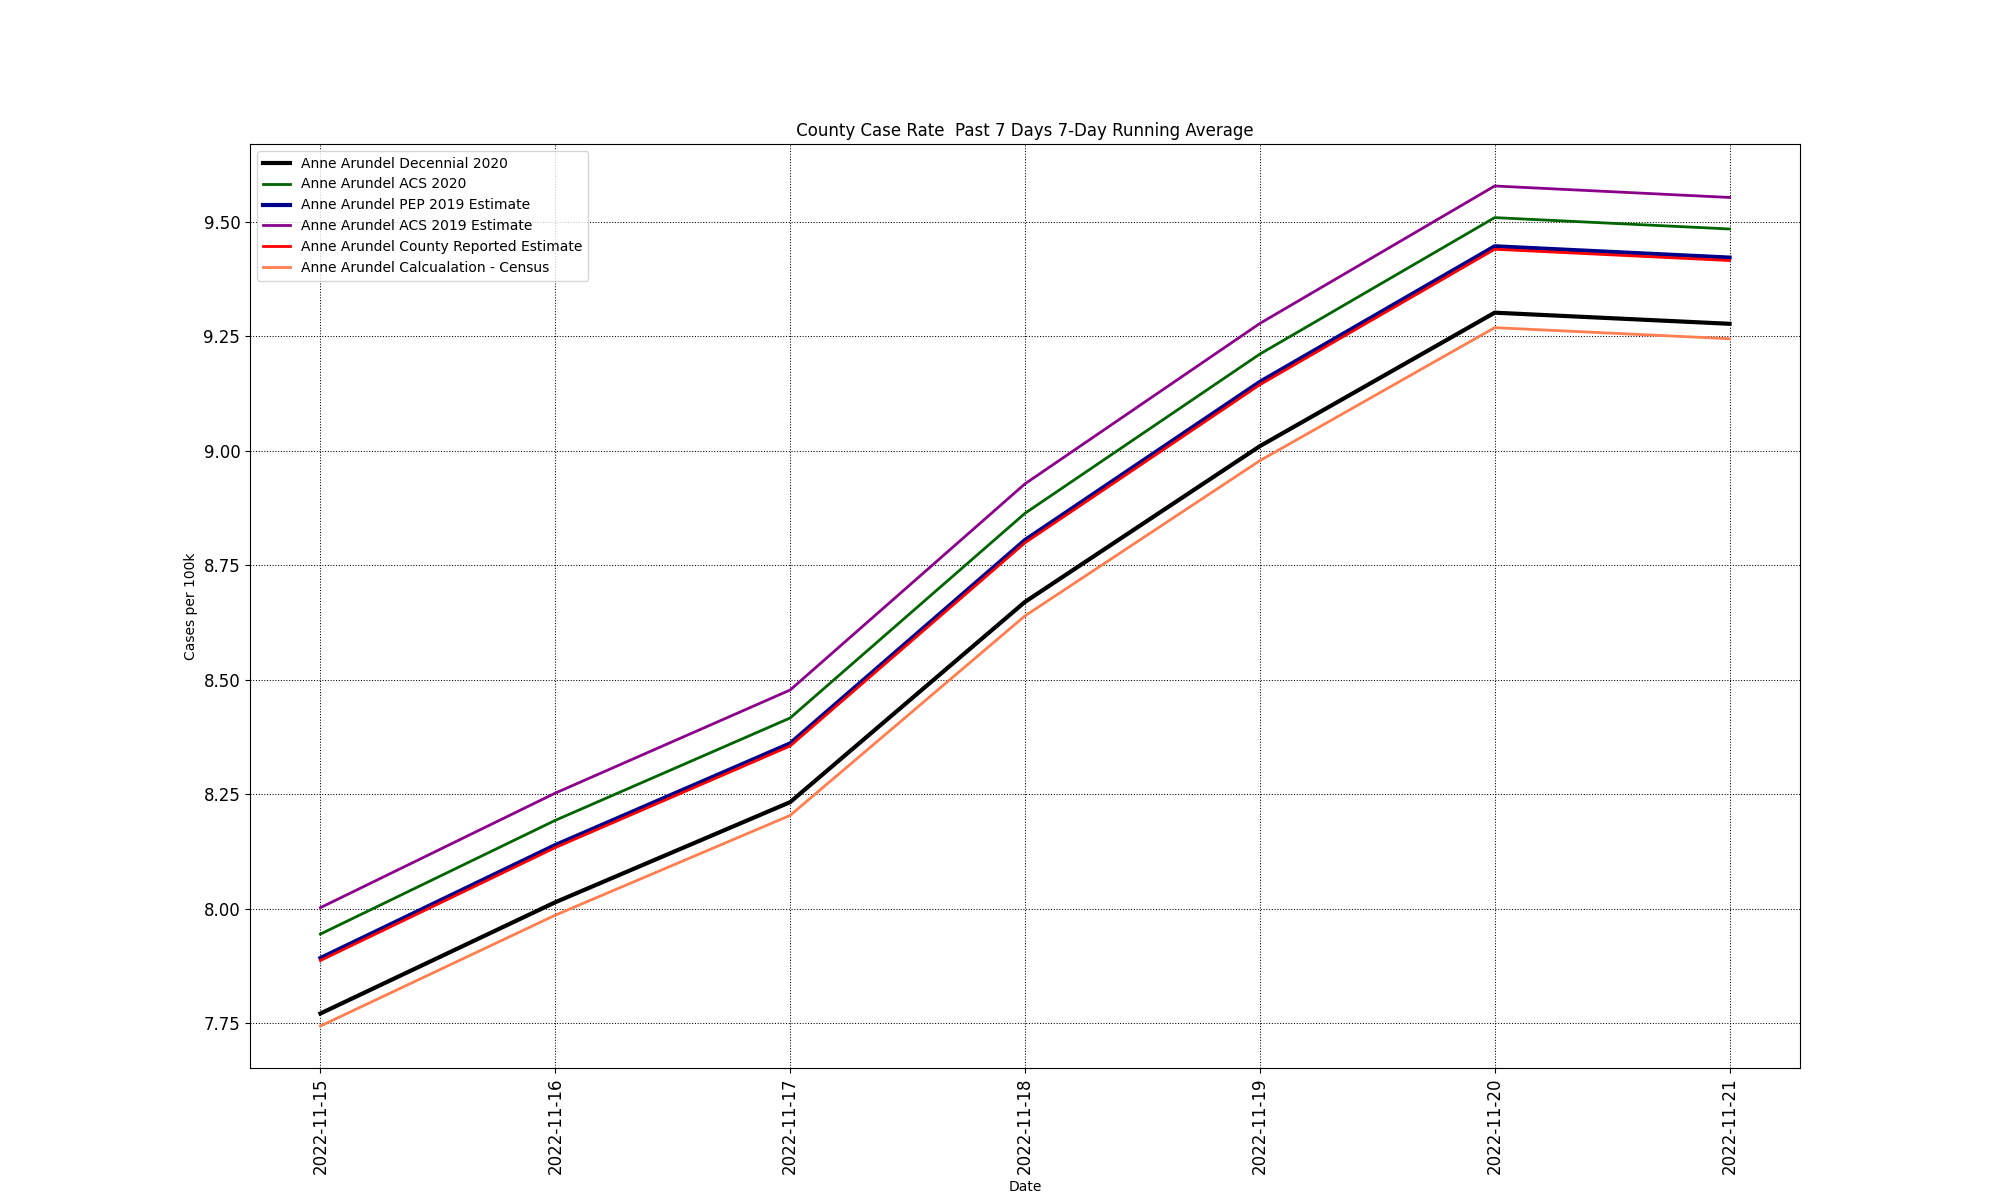 County Case Rate  Past 7 Days 7-Day Running Average
Anne Arundel Decennial 2020
Anne Arundel ACS 2020
Anne Arundel PEP 2019 Estimate
Anne Arundel ACS 2019 Estimate
Anne Arundel County Reported Estimate
Anne Arundel Calcualation - Census
Cases per 100k
9.50
9.25
9.00
8.75
8.50
8.25
8.00
7.75
2022-11-15
2022-11-16
2022-11-17
2022-11-18
2022-11-19
2022-11-20
2022-11-21
Date